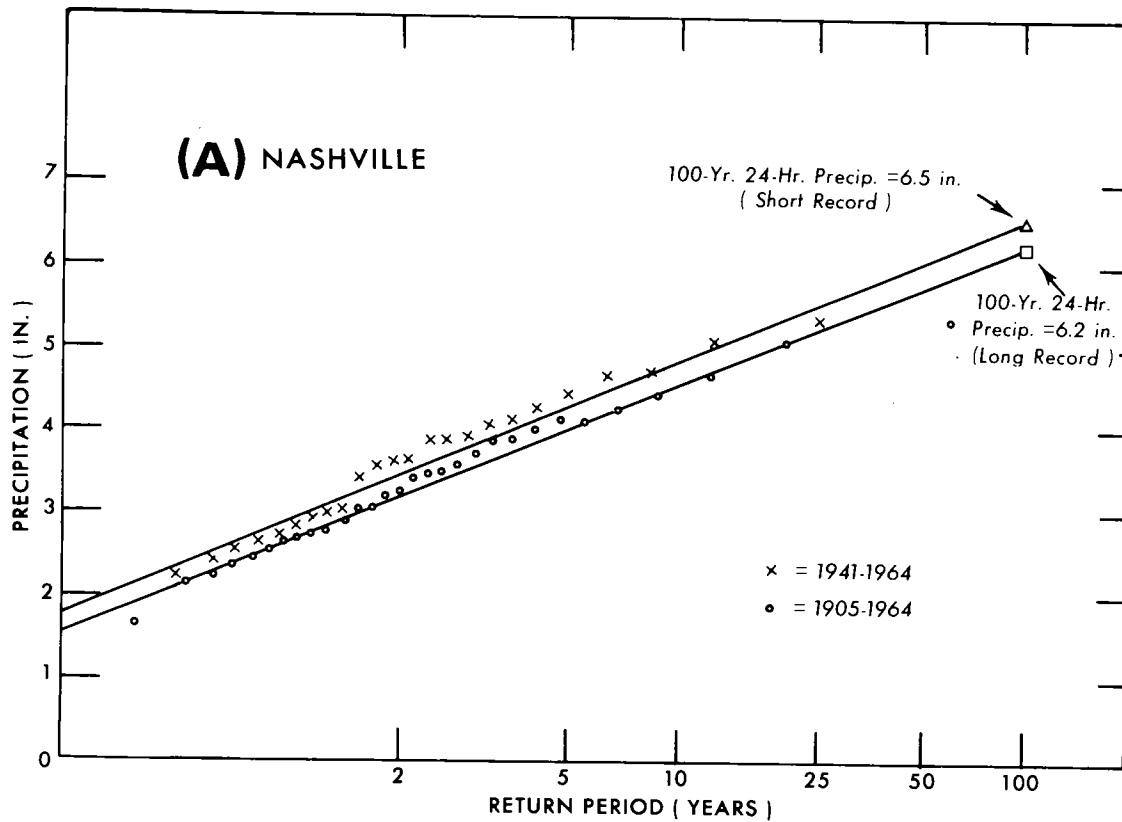 (A) NASHVILLE
100-Yr. 24-Hr. Precip. =6.5 in.
( Short Record )
100-Yr. 24-Hr.
Precip. =6.2 in.
(Long Record )
7
6
5
4
3
2
1
0
PRECIPITATION ( IN. )
x = 1941-1964
o = 1905-1964
2
5
10
25
50
100
RETURN PERIOD ( YEARS )